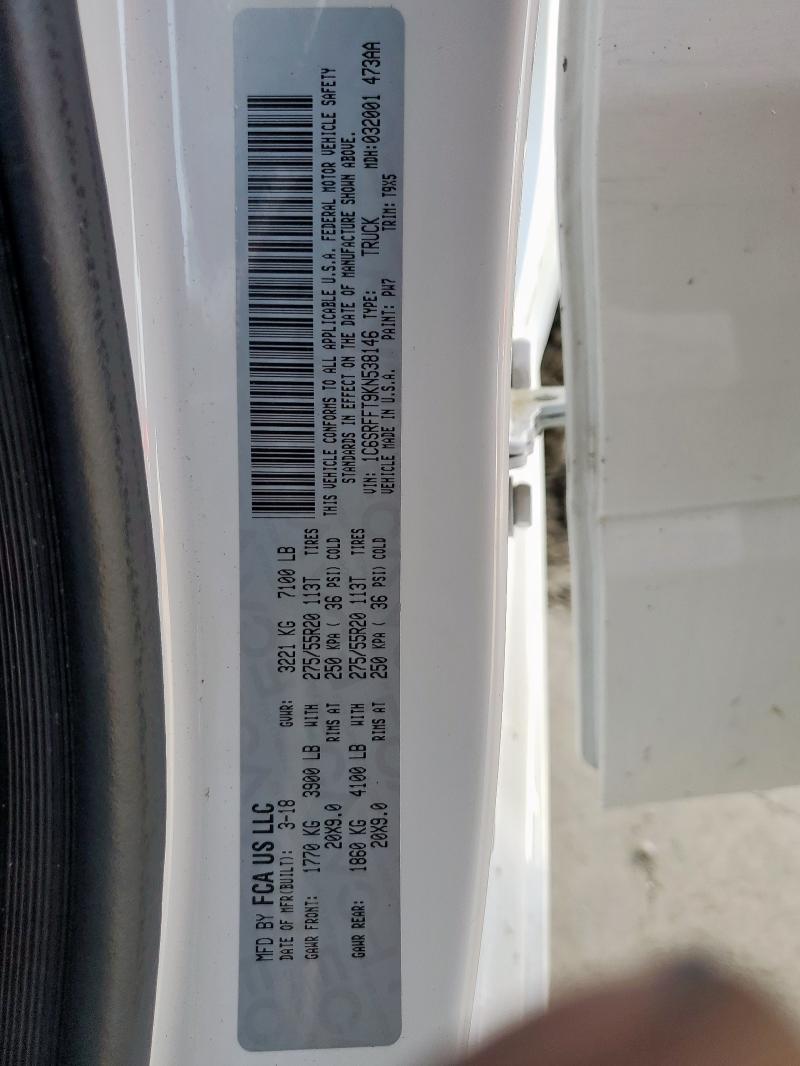 MFD BY FCA US LLC
DATE OF MFR(BUILT): 3-18 GVWR: 3221 KG 7100 LB
GAWR FRONT: 1770 KG 3900 LB WITH 275/55R20 113T TIRES
20X9.0 RIMS AT 250 KPA ( 36 PSI) COLD
GAWR REAR: 1860 KG 4100 LB WITH 275/55R20 113T TIRES
20X9.0 RIMS AT 250 KPA ( 36 PSI) COLD
THIS VEHICLE CONFORMS TO ALL APPLICABLE U.S.A. FEDERAL MOTOR VEHICLE SAFETY
STANDARDS IN EFFECT ON THE DATE OF MANUFACTURE SHOWN ABOVE.
VIN: 1C6SRFFT9KN538146 TYPE: TRUCK MDH:032001 473AA
VEHICLE MADE IN U.S.A. PAINT: PW7 TRIM: T9X5